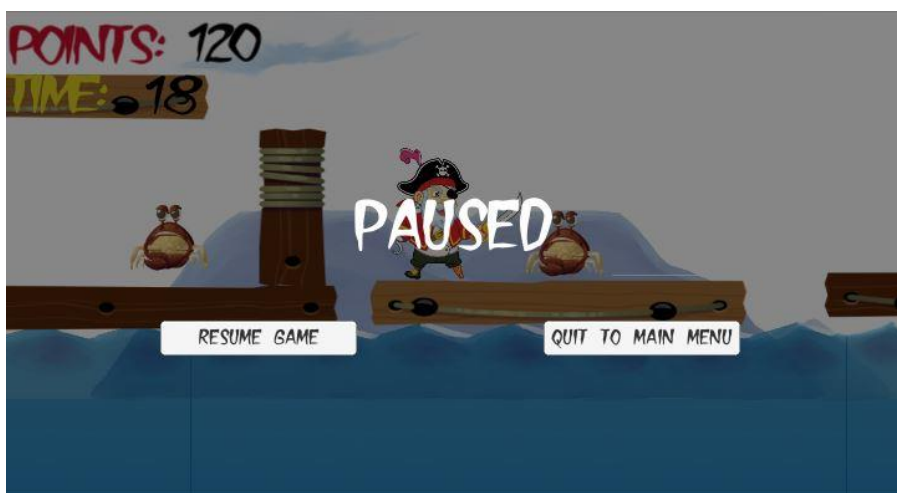 POINTS: 120
TIME: 18
PAUSED
RESUME GAME
QUIT TO MAIN MENU